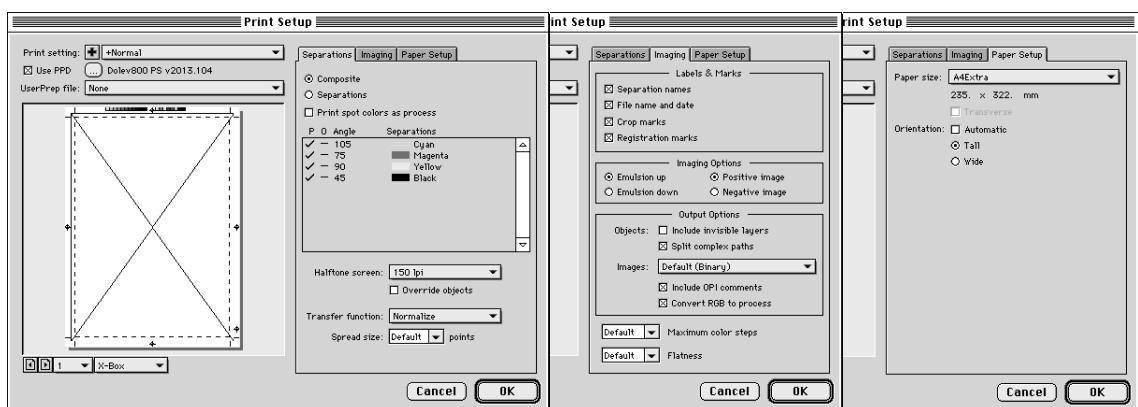 Print Setup
Print setting: +Normal
Use PPD ... Dolev800 PS v2013.104
UserPrep file: None
1 X-Box
Separations Imaging Paper Setup
Composite
Separations
Print spot colors as process
P O Angle Separations
105 Cyan
75 Magenta
90 Yellow
45 Black
Halftone screen: 150 lpi
Override objects
Transfer function: Normalize
Spread size: Default points
Cancel OK
int Setup
Separations Imaging Paper Setup
Labels & Marks
Separation names
File name and date
Crop marks
Registration marks
Imaging Options
Emulsion up Positive image
Emulsion down Negative image
Output Options
Objects: Include invisible layers
Split complex paths
Images: Default (Binary)
Include OPI comments
Convert RGB to process
Default Maximum color steps
Default Flatness
Cancel OK
rint Setup
Separations Imaging Paper Setup
Paper size: A4Extra
235. x 322. mm
Transverse
Orientation: Automatic
Tall
Wide
Cancel OK